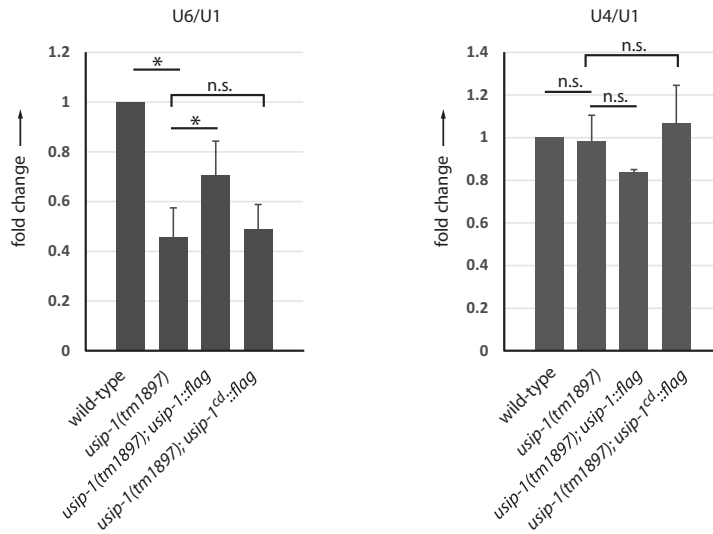 U6/U1
1.2
1
0.8
0.6
0.4
0.2
0
fold change
*
n.s.
*
wild-type
usip-1(tm1897)
usip-1(tm1897); usip-1::flag
usip-1(tm1897); usip-1cd::flag
U4/U1
1.4
1.2
1
0.8
0.6
0.4
0.2
0
fold change
n.s.
n.s.
n.s.
wild-type
usip-1(tm1897)
usip-1(tm1897); usip-1::flag
usip-1(tm1897); usip-1cd::flag